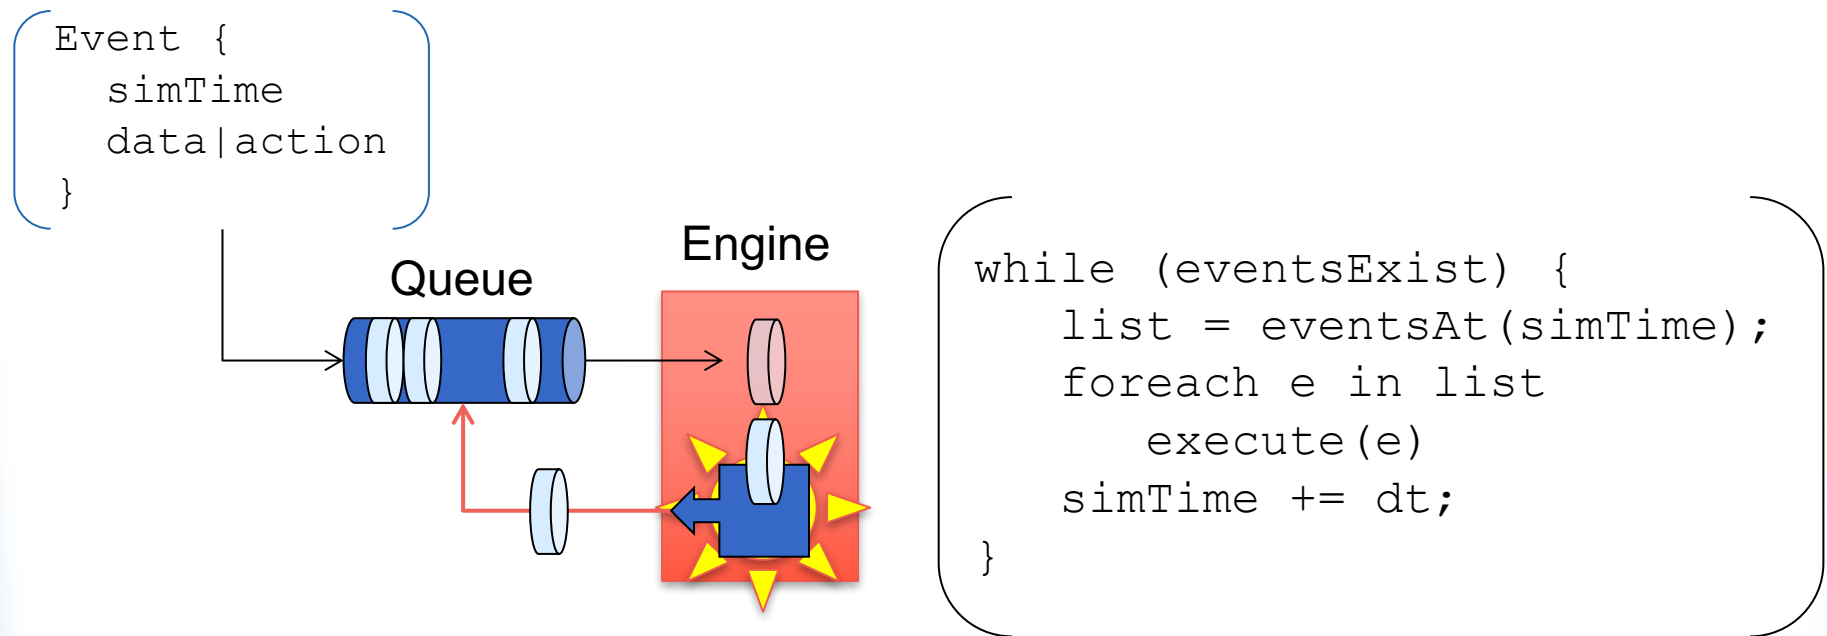 Event {
simTime
data|action
}
Queue
Engine
while (eventsExist) {
list = eventsAt(simTime);
foreach e in list
execute(e)
simTime += dt;
}